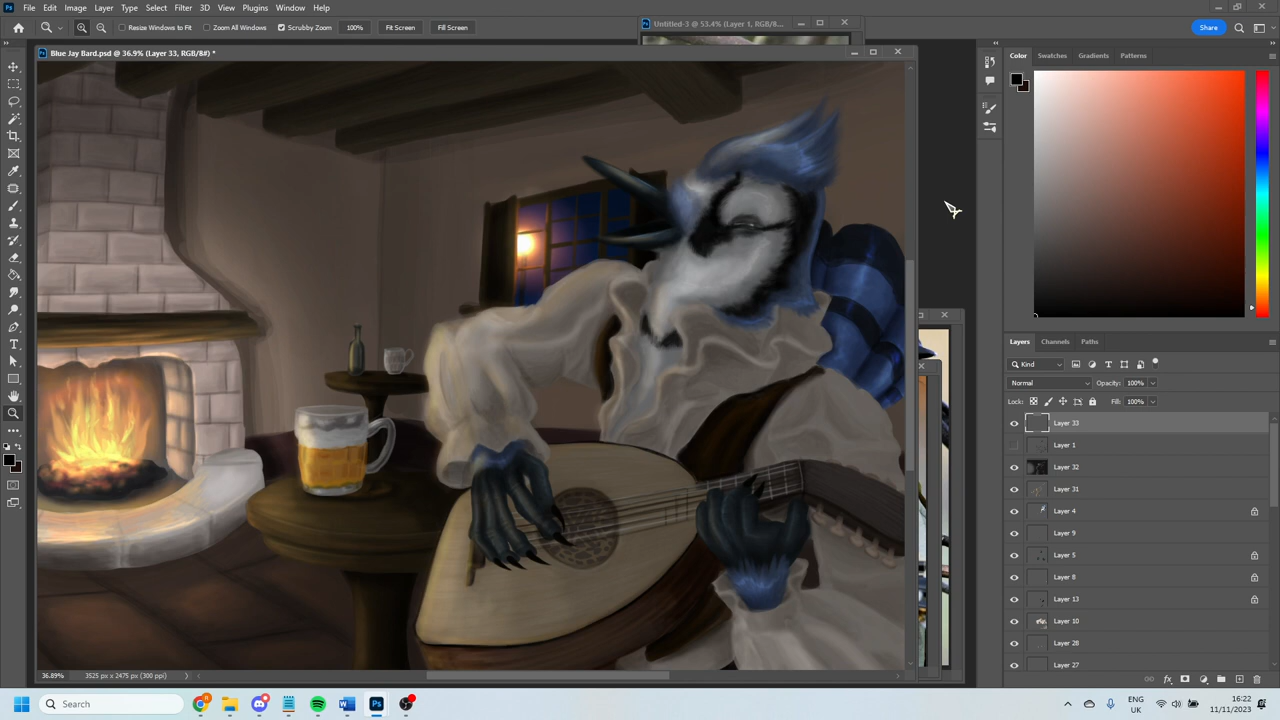 Ps File Edit Image Layer Type Select Filter 3D View Plugins Window Help
Resize Windows to Fit Zoom All Windows Scrubby Zoom 100% Fit Screen Fill Screen Share
Untitled-3 @ 53.4% (Layer 1, RGB/8...
Blue Jay Bard.psd @ 36.9% (Layer 33, RGB/8#) *
Color Swatches Gradients Patterns
Layers Channels Paths
Kind
Normal Opacity: 100%
Lock: Fill: 100%
Layer 33
Layer 1
Layer 32
Layer 31
Layer 4
Layer 9
Layer 5
Layer 8
Layer 13
Layer 10
Layer 28
Layer 27
36.89% 3525 px x 2475 px (300 ppi)
Search
ENG
UK
16:22
11/11/2023